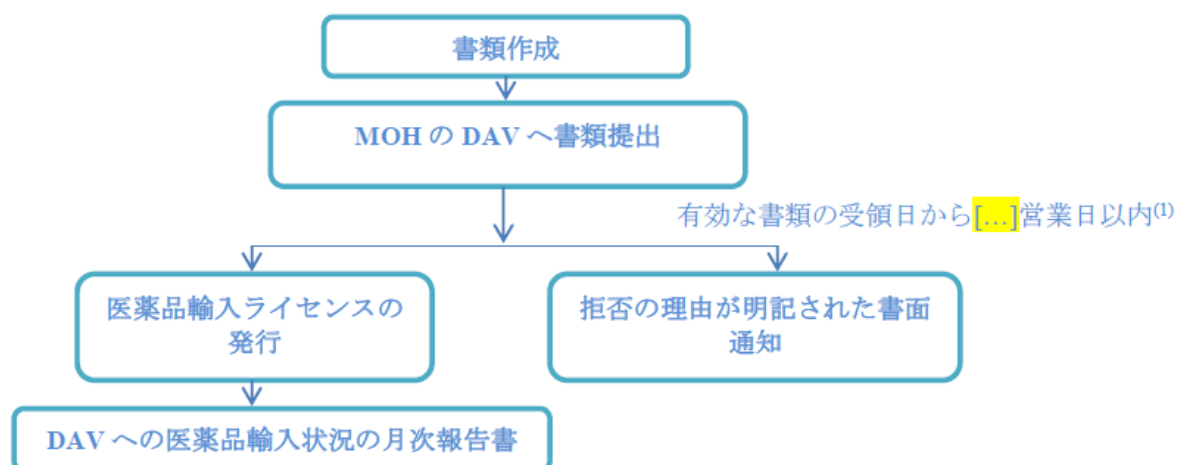 書類作成
MOH の DAV へ書類提出
有効な書類の受領日から[…]営業日以内⁽¹⁾
医薬品輸入ライセンスの
発行
拒否の理由が明記された書面
通知
DAV への医薬品輸入状況の月次報告書